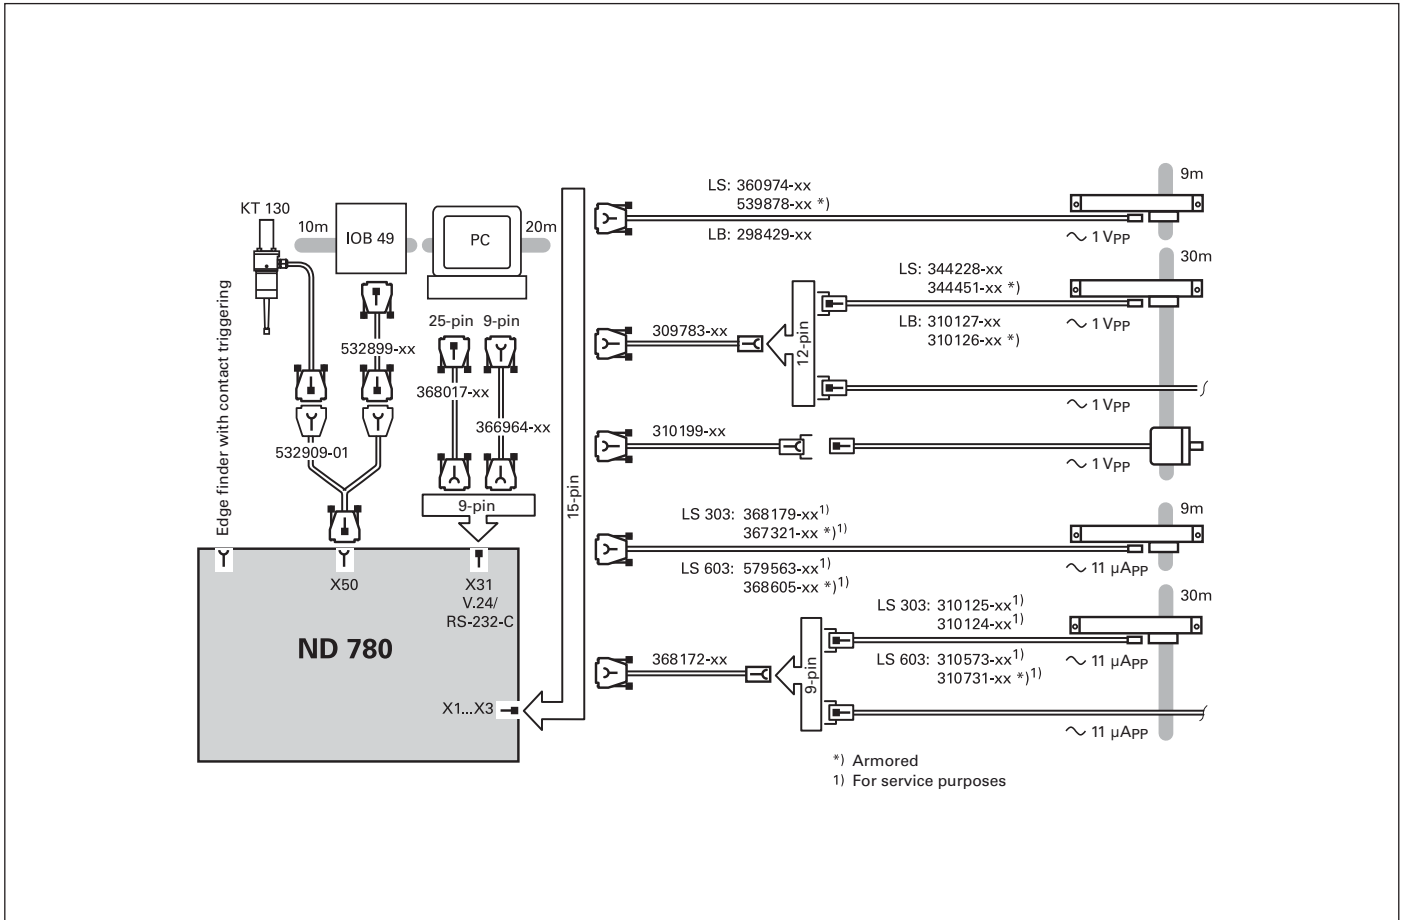 KT 130
10m
IOB 49
PC
20m
Edge finder with contact triggering
532899-xx
532909-01
25-pin
9-pin
368017-xx
366964-xx
9-pin
15-pin
X50
X31
V.24/
RS-232-C
ND 780
X1...X3
LS: 360974-xx
539878-xx *)
LB: 298429-xx
9m
∼ 1 VPP
309783-xx
12-pin
LS: 344228-xx
344451-xx *)
LB: 310127-xx
310126-xx *)
30m
∼ 1 VPP
∼ 1 VPP
310199-xx
∼ 1 VPP
LS 303: 368179-xx1)
367321-xx *)1)
LS 603: 579563-xx1)
368605-xx *)1)
9m
∼ 11 µAPP
368172-xx
9-pin
LS 303: 310125-xx1)
310124-xx1)
LS 603: 310573-xx1)
310731-xx *)1)
30m
∼ 11 µAPP
∼ 11 µAPP
*) Armored
1) For service purposes